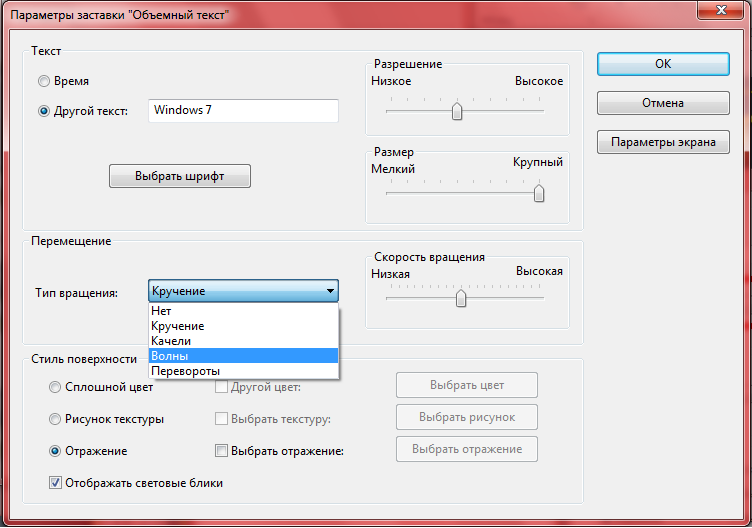 Параметры заставки "Объемный текст"
Текст
Время
Другой текст:
Windows 7
Выбрать шрифт
Разрешение
Низкое
Высокое
Размер
Мелкий
Крупный
OK
Отмена
Параметры экрана
Перемещение
Тип вращения:
Кручение
Нет
Кручение
Качели
Волны
Перевороты
Скорость вращения
Низкая
Высокая
Стиль поверхности
Сплошной цвет
Другой цвет:
Выбрать цвет
Рисунок текстуры
Выбрать текстуру:
Выбрать рисунок
Отражение
Выбрать отражение:
Выбрать отражение
Отображать световые блики